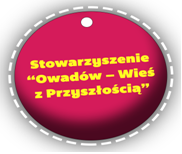 Stowarzyszenie
“Owadów – Wieś
z Przyszłością”